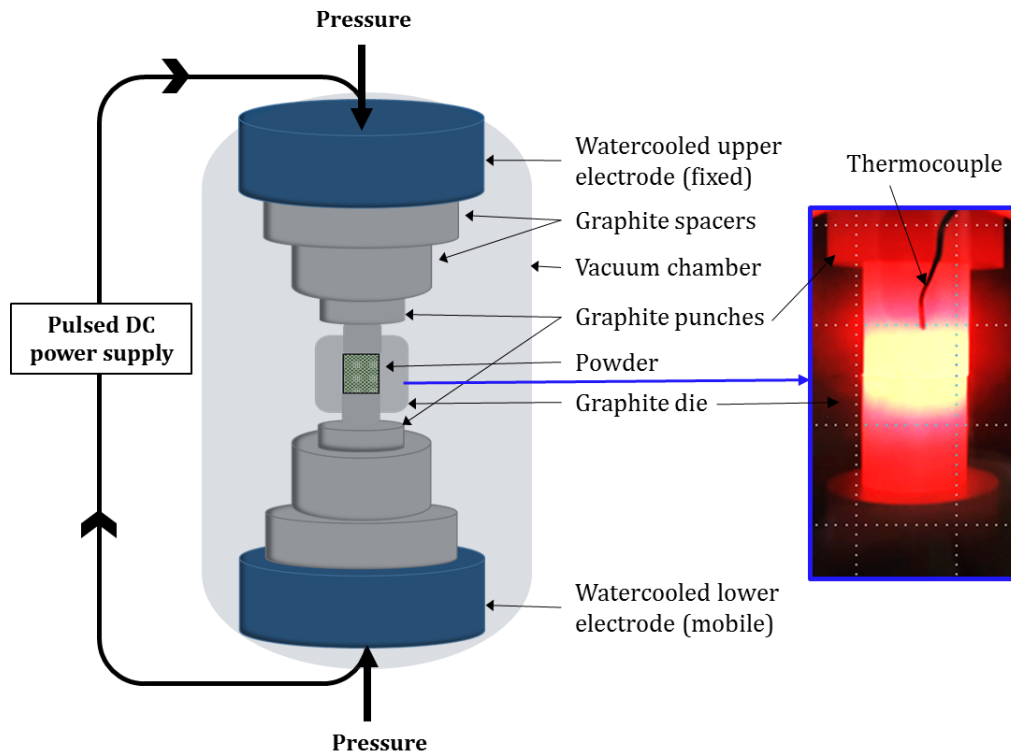 Pressure
Watercooled upper
electrode (fixed)
Thermocouple
Graphite spacers
Vacuum chamber
Pulsed DC
power supply
Graphite punches
Powder
Graphite die
Watercooled lower
electrode (mobile)
Pressure